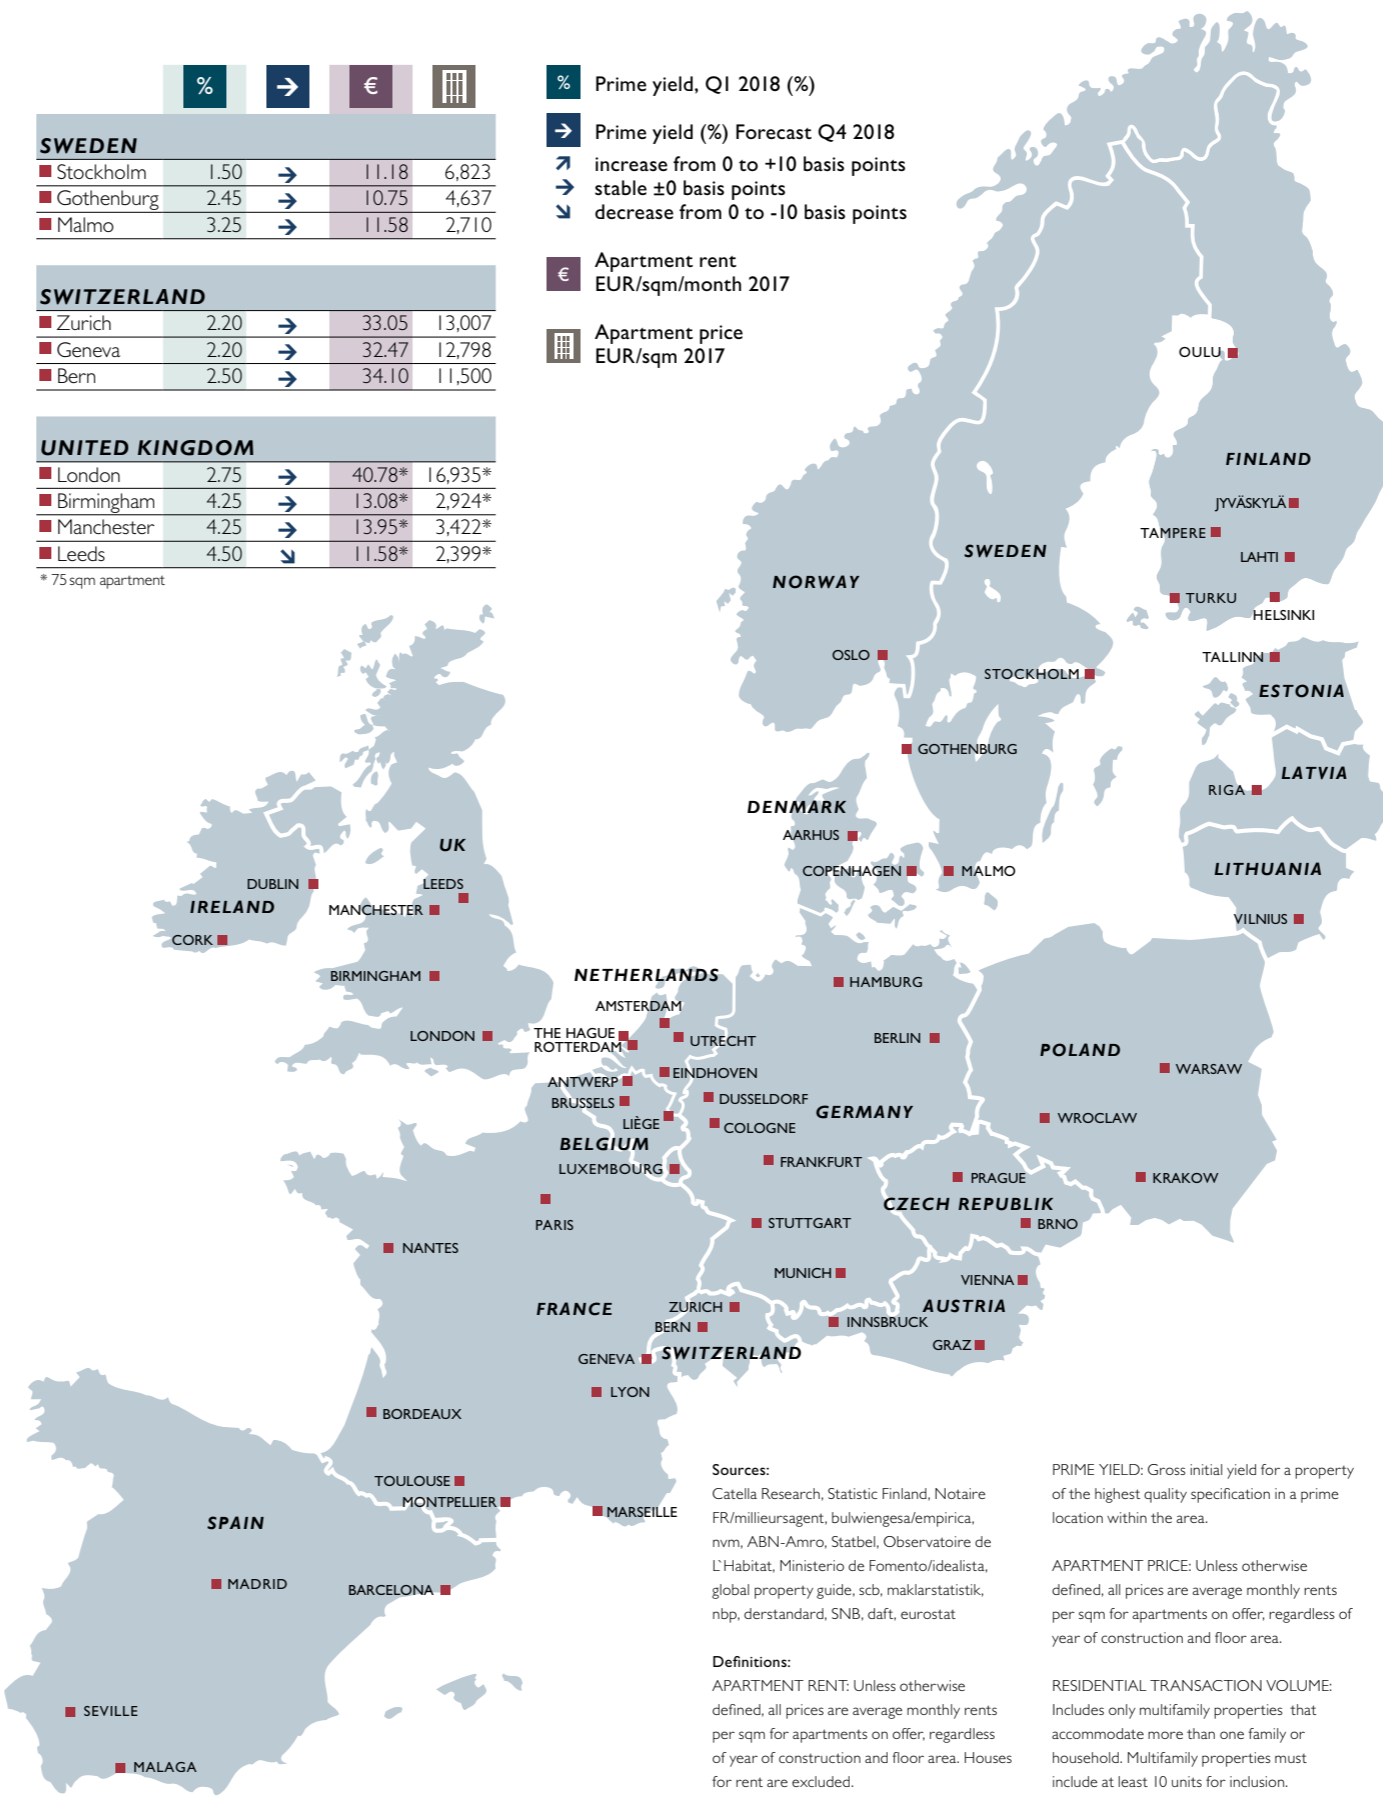 % → €
SWEDEN
Stockholm 1.50 → 11.18 6,823
Gothenburg 2.45 → 10.75 4,637
Malmo 3.25 → 11.58 2,710
SWITZERLAND
Zurich 2.20 → 33.05 13,007
Geneva 2.20 → 32.47 12,798
Bern 2.50 → 34.10 11,500
UNITED KINGDOM
London 2.75 → 40.78* 16,935*
Birmingham 4.25 → 13.08* 2,924*
Manchester 4.25 → 13.95* 3,422*
Leeds 4.50 ↘ 11.58* 2,399*
* 75 sqm apartment
% Prime yield, Q1 2018 (%)
→ Prime yield (%) Forecast Q4 2018
↗ increase from 0 to +10 basis points
→ stable ±0 basis points
↘ decrease from 0 to -10 basis points
€ Apartment rent
EUR/sqm/month 2017
Apartment price
EUR/sqm 2017
OULU
FINLAND
JYVÄSKYLÄ
TAMPERE
LAHTI
TURKU
HELSINKI
NORWAY
SWEDEN
OSLO
STOCKHOLM
GOTHENBURG
TALLINN
ESTONIA
LATVIA
RIGA
LITHUANIA
VILNIUS
DENMARK
AARHUS
COPENHAGEN
MALMO
UK
LEEDS
MANCHESTER
BIRMINGHAM
LONDON
DUBLIN
IRELAND
CORK
NETHERLANDS
AMSTERDAM
THE HAGUE
ROTTERDAM
UTRECHT
EINDHOVEN
ANTWERP
BRUSSELS
LIÈGE
BELGIUM
LUXEMBOURG
HAMBURG
BERLIN
DUSSELDORF
GERMANY
COLOGNE
FRANKFURT
STUTTGART
MUNICH
POLAND
WARSAW
WROCLAW
KRAKOW
PRAGUE
CZECH REPUBLIK
BRNO
VIENNA
AUSTRIA
INNSBRUCK
GRAZ
PARIS
NANTES
FRANCE
ZURICH
BERN
SWITZERLAND
GENEVA
LYON
BORDEAUX
TOULOUSE
MONTPELLIER
MARSEILLE
SPAIN
MADRID
BARCELONA
SEVILLE
MALAGA
Sources:
Catella Research, Statistic Finland, Notaire
FR/millieursagent, bulwiengesa/empirica,
nvm, ABN-Amro, Statbel, Observatoire de
L`Habitat, Ministerio de Fomento/idealista,
global property guide, scb, maklarstatistik,
nbp, derstandard, SNB, daft, eurostat
Definitions:
APARTMENT RENT: Unless otherwise
defined, all prices are average monthly rents
per sqm for apartments on offer, regardless
of year of construction and floor area. Houses
for rent are excluded.
PRIME YIELD: Gross initial yield for a property
of the highest quality specification in a prime
location within the area.
APARTMENT PRICE: Unless otherwise
defined, all prices are average monthly rents
per sqm for apartments on offer, regardless of
year of construction and floor area.
RESIDENTIAL TRANSACTION VOLUME:
Includes only multifamily properties that
accommodate more than one family or
household. Multifamily properties must
include at least 10 units for inclusion.